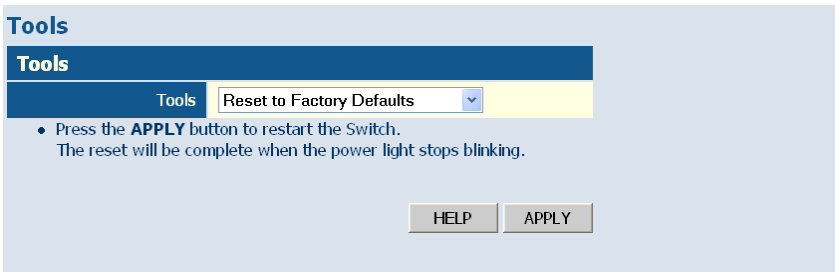 Tools
Tools
Tools Reset to Factory Defaults
• Press the APPLY button to restart the Switch.
The reset will be complete when the power light stops blinking.
HELP APPLY